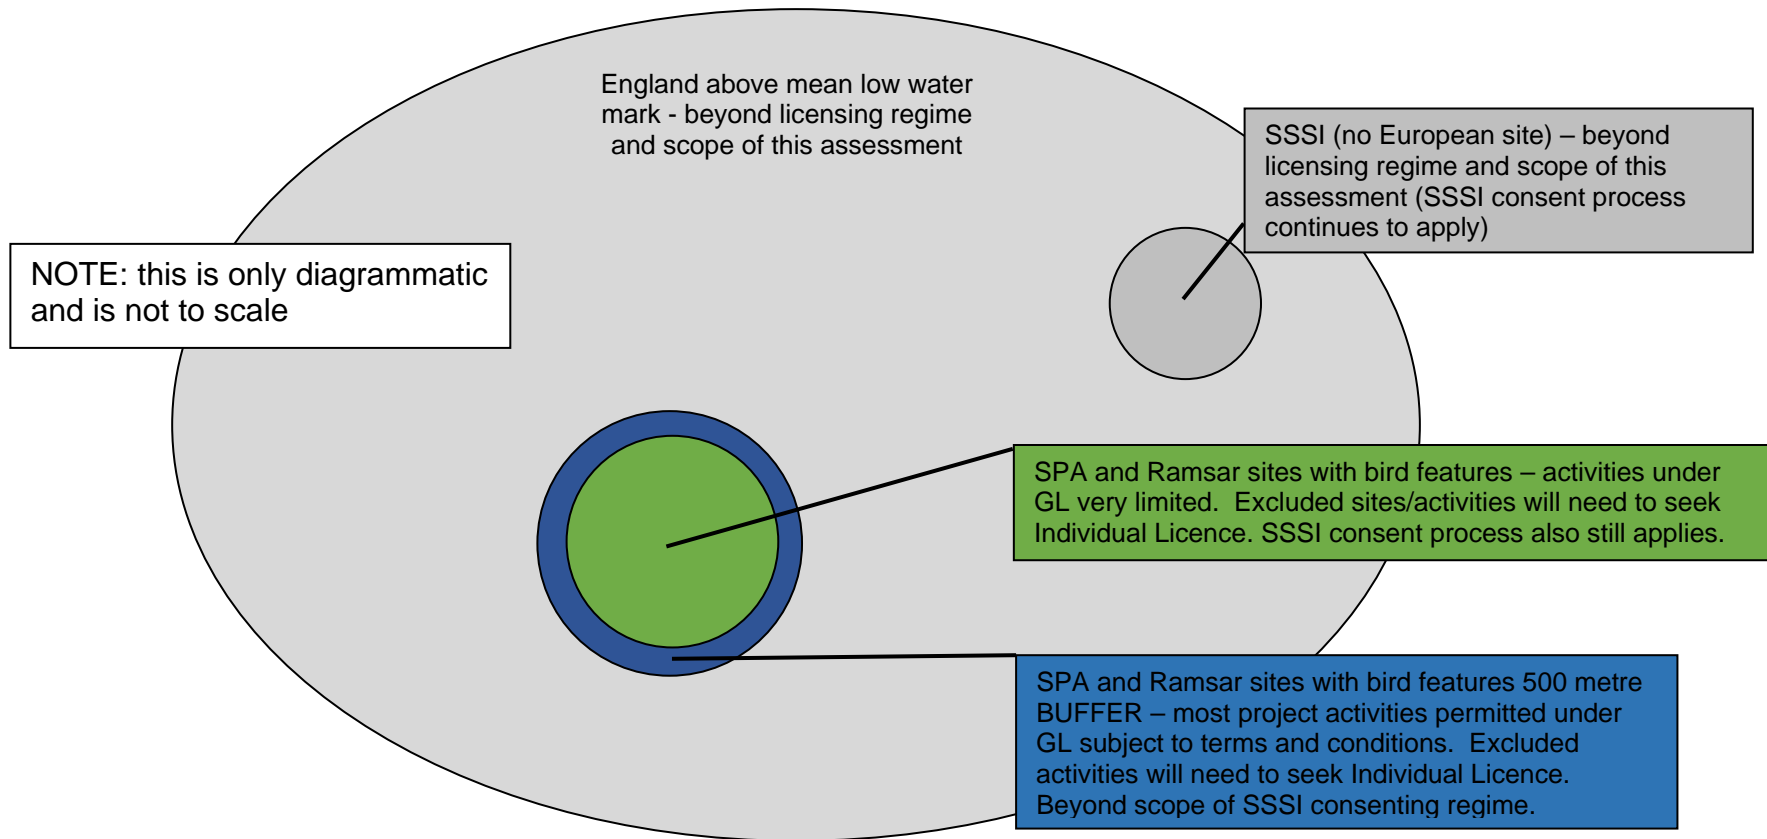 England above mean low water
mark - beyond licensing regime
and scope of this assessment
SSSI (no European site) – beyond
licensing regime and scope of this
assessment (SSSI consent process
continues to apply)
NOTE: this is only diagrammatic
and is not to scale
SPA and Ramsar sites with bird features – activities under
GL very limited.  Excluded sites/activities will need to seek
Individual Licence. SSSI consent process also still applies.
SPA and Ramsar sites with bird features 500 metre
BUFFER – most project activities permitted under
GL subject to terms and conditions.  Excluded
activities will need to seek Individual Licence.
Beyond scope of SSSI consenting regime.